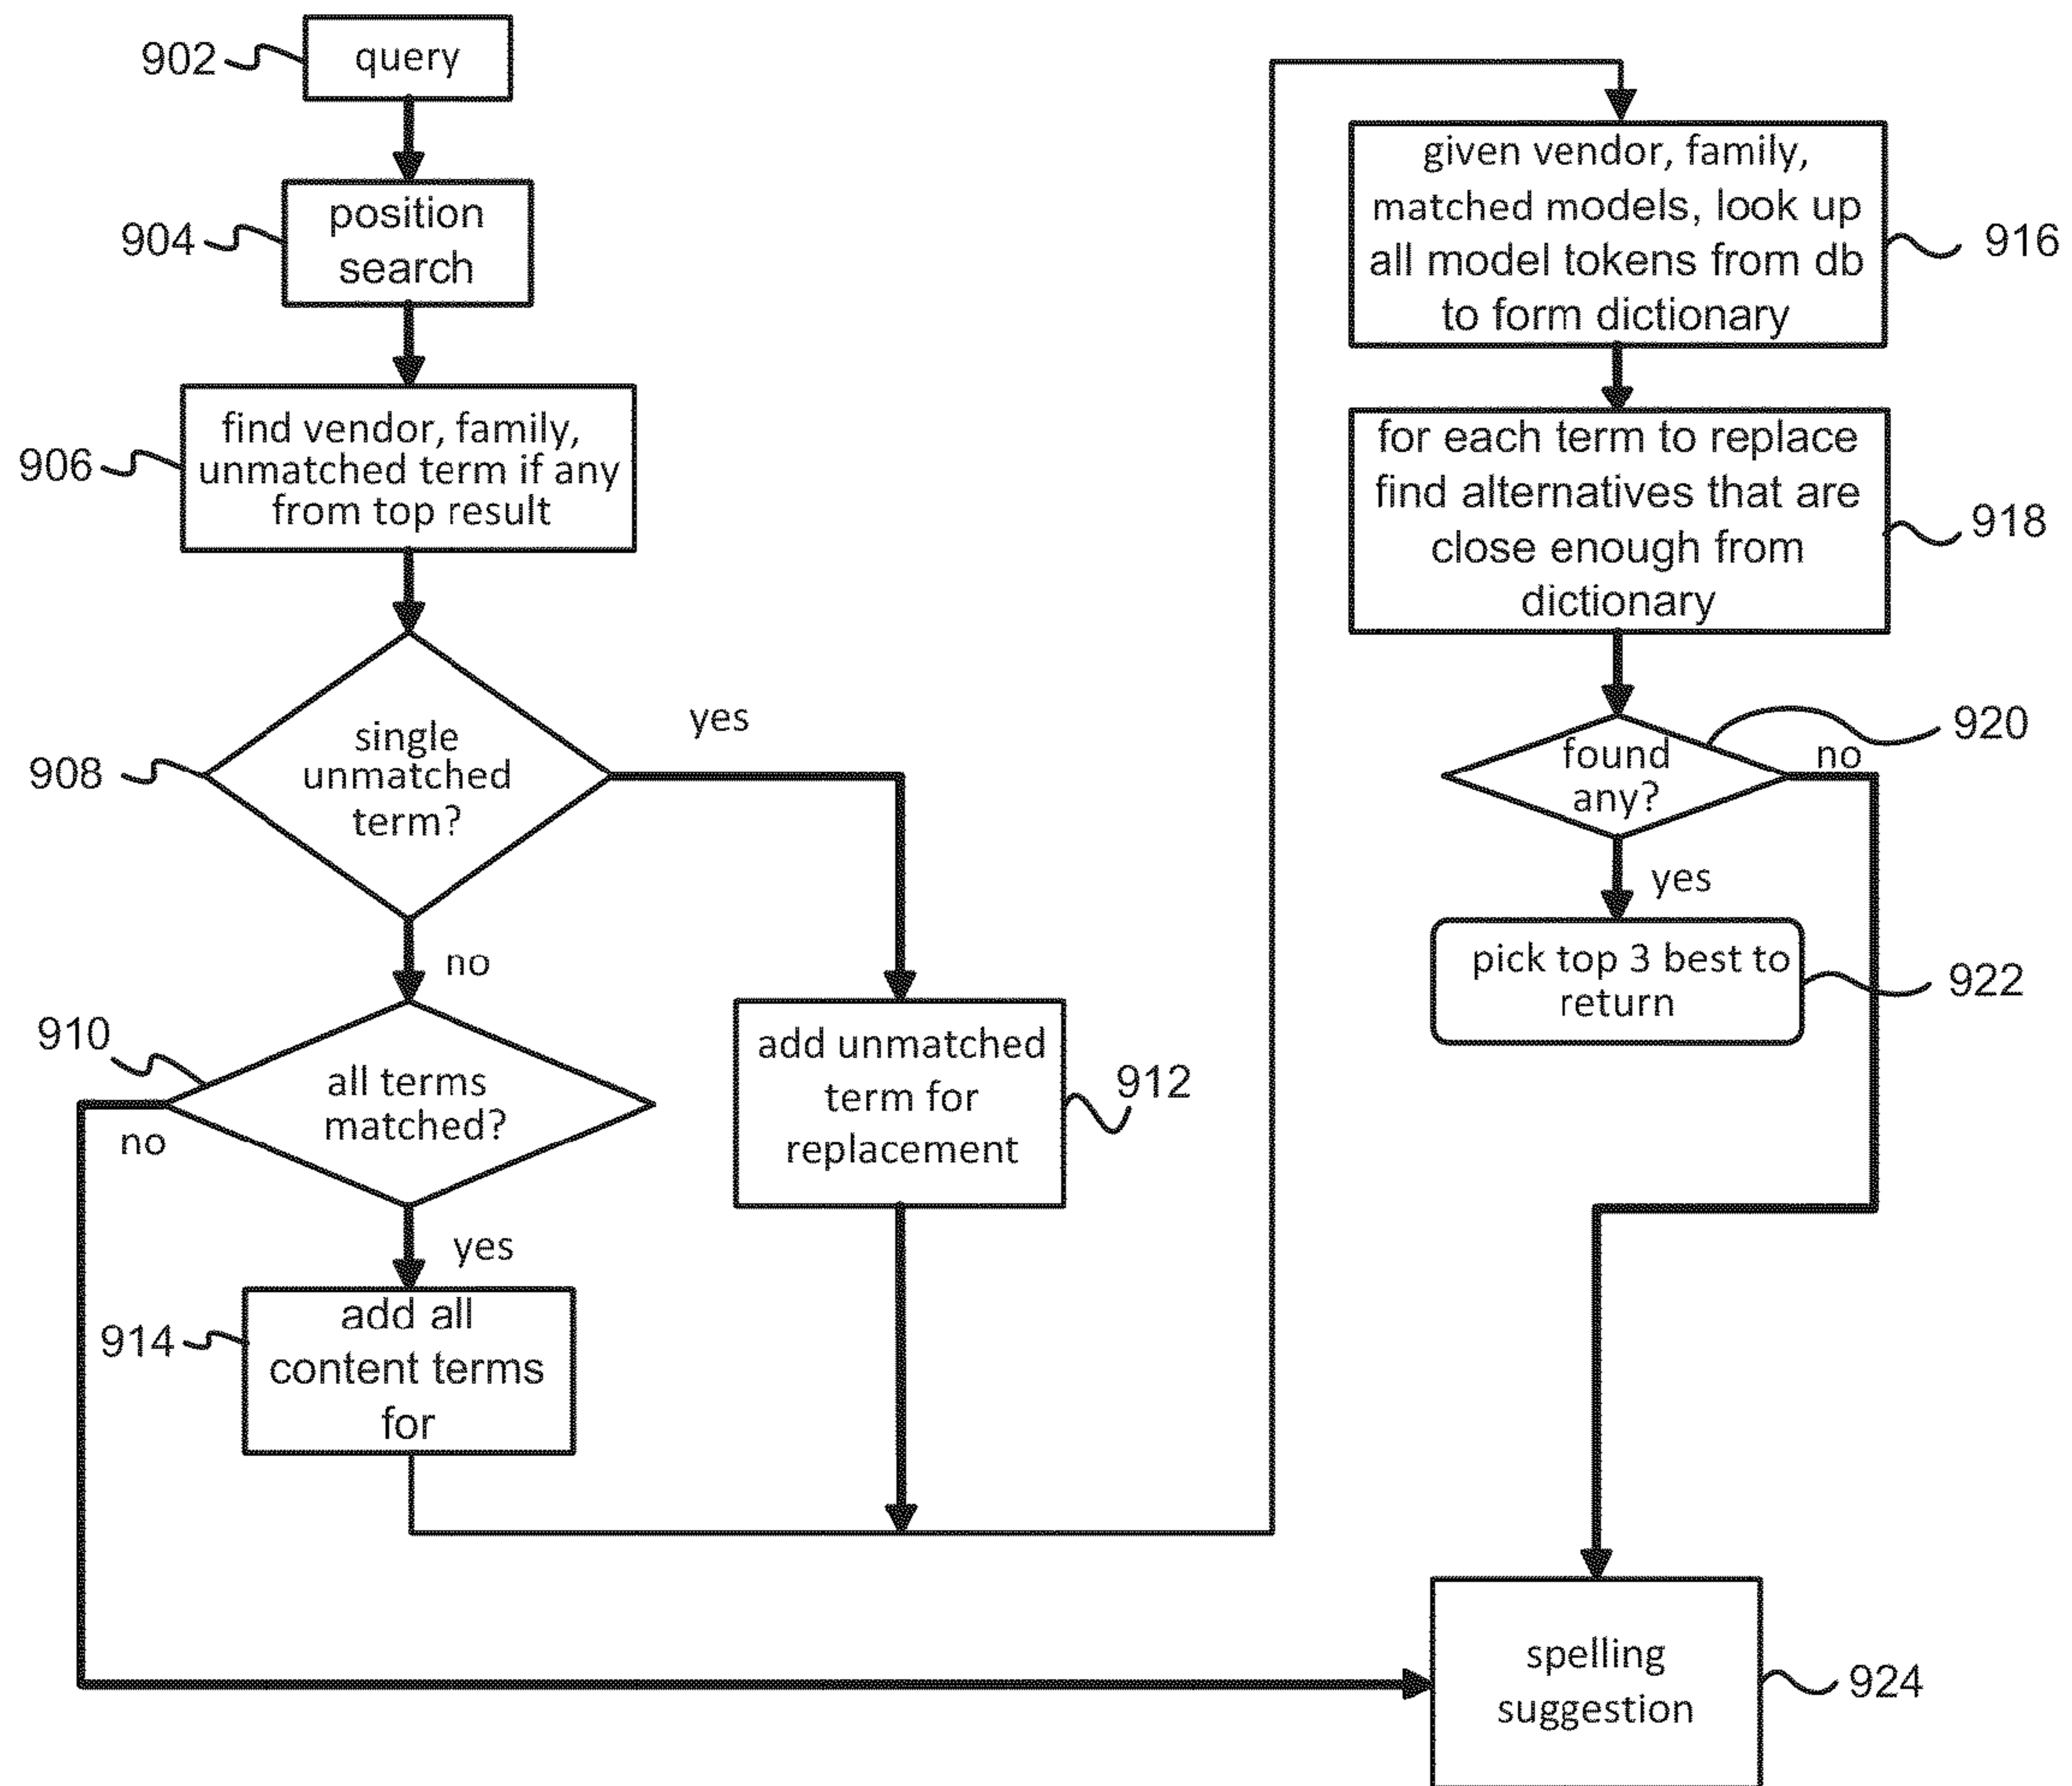 902
query
904
position
search
906
find vendor, family,
unmatched term if any
from top result
908
single
unmatched
term?
yes
no
910
all terms
matched?
no
yes
912
add unmatched
term for
replacement
914
add all
content terms
for
given vendor, family,
matched models, look up
all model tokens from db
to form dictionary
916
for each term to replace
find alternatives that are
close enough from
dictionary
918
found
any?
920
no
yes
pick top 3 best to
return
922
spelling
suggestion
924